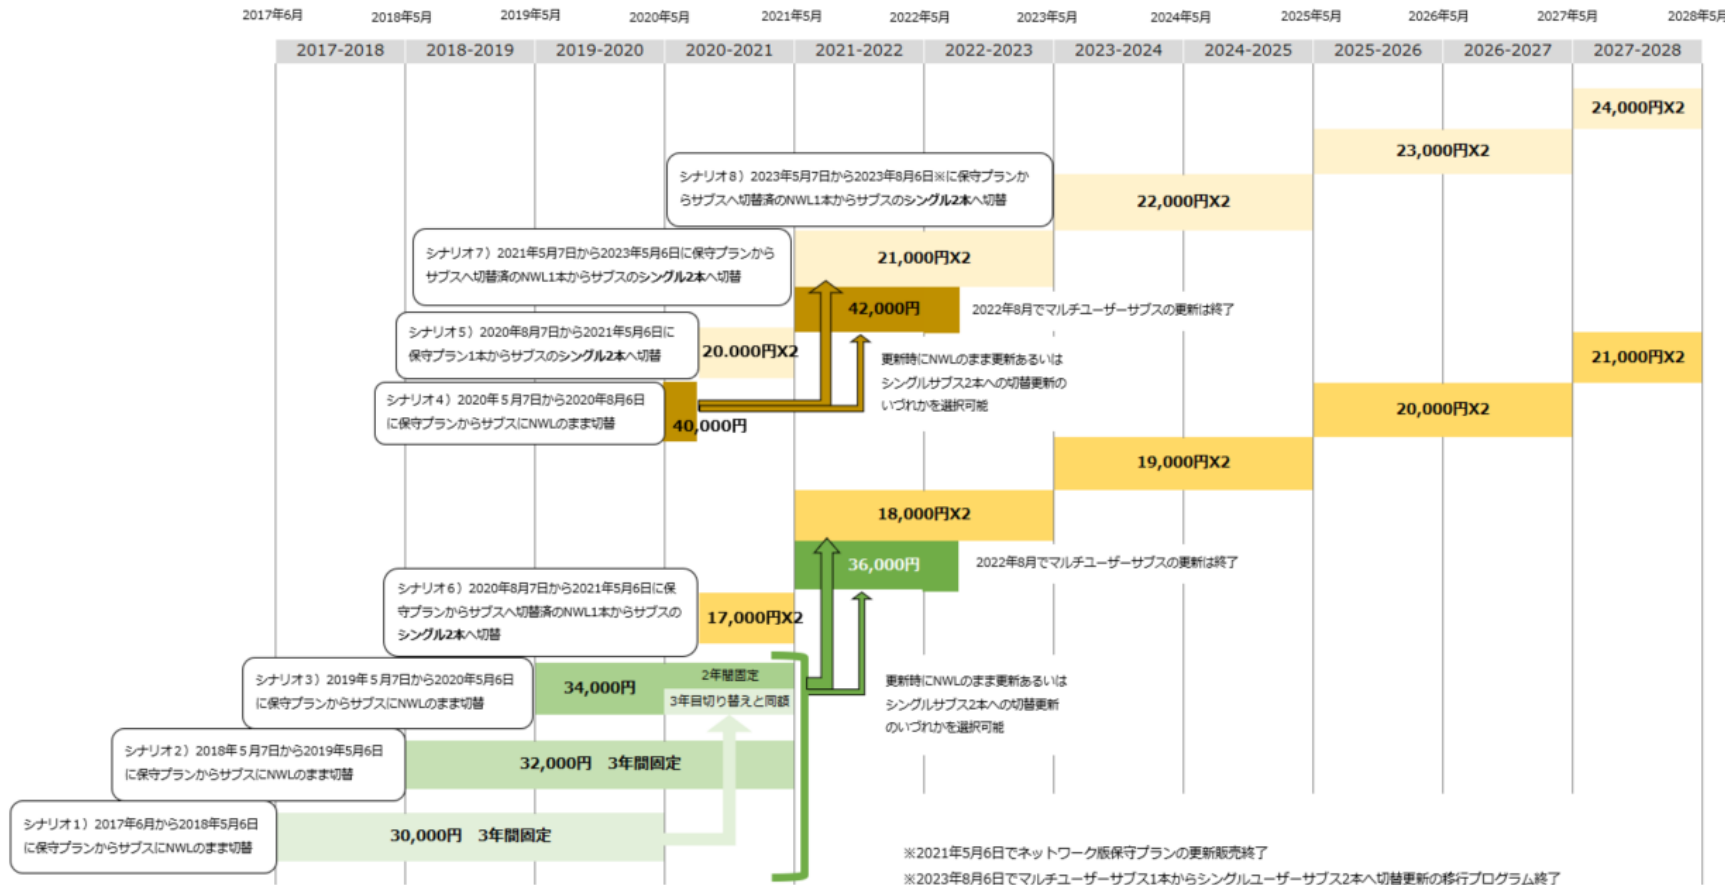 2017年6月
2018年5月
2019年5月
2020年5月
2021年5月
2022年5月
2023年5月
2024年5月
2025年5月
2026年5月
2027年5月
2028年5月
2017-2018
2018-2019
2019-2020
2020-2021
2021-2022
2022-2023
2023-2024
2024-2025
2025-2026
2026-2027
2027-2028
24,000円X2
23,000円X2
シナリオ8）2023年5月7日から2023年8月6日※に保守プランか
らサブスへ切替済のNWL1本からサブスのシングル2本へ切替
22,000円X2
シナリオ7）2021年5月7日から2023年5月6日に保守プランから
サブスへ切替済のNWL1本からサブスのシングル2本へ切替
21,000円X2
42,000円
2022年8月でマルチユーザーサブスの更新は終了
シナリオ5）2020年8月7日から2021年5月6日に
保守プラン1本からサブスのシングル2本へ切替
20.000円X2
更新時にNWLのまま更新あるいは
シングルサブス2本への切替更新の
いづれかを選択可能
21,000円X2
シナリオ4）2020年5月7日から2020年8月6日
に保守プランからサブスにNWLのまま切替
40,000円
20,000円X2
19,000円X2
18,000円X2
36,000円
2022年8月でマルチユーザーサブスの更新は終了
シナリオ6）2020年8月7日から2021年5月6日に保
守プランからサブスへ切替済のNWL1本からサブスの
シングル2本へ切替
17,000円X2
シナリオ3）2019年5月7日から2020年5月6日
に保守プランからサブスにNWLのまま切替
34,000円
2年間固定
3年目切り替えと同額
更新時にNWLのまま更新あるいは
シングルサブス2本への切替更新
のいづれかを選択可能
シナリオ2）2018年5月7日から2019年5月6日
に保守プランからサブスにNWLのまま切替
32,000円 3年間固定
シナリオ1）2017年6月から2018年5月6日
に保守プランからサブスにNWLのまま切替
30,000円 3年間固定
※2021年5月6日でネットワーク版保守プランの更新販売終了
※2023年8月6日でマルチユーザーサブス1本からシングルユーザーサブス2本へ切替更新の移行プログラム終了